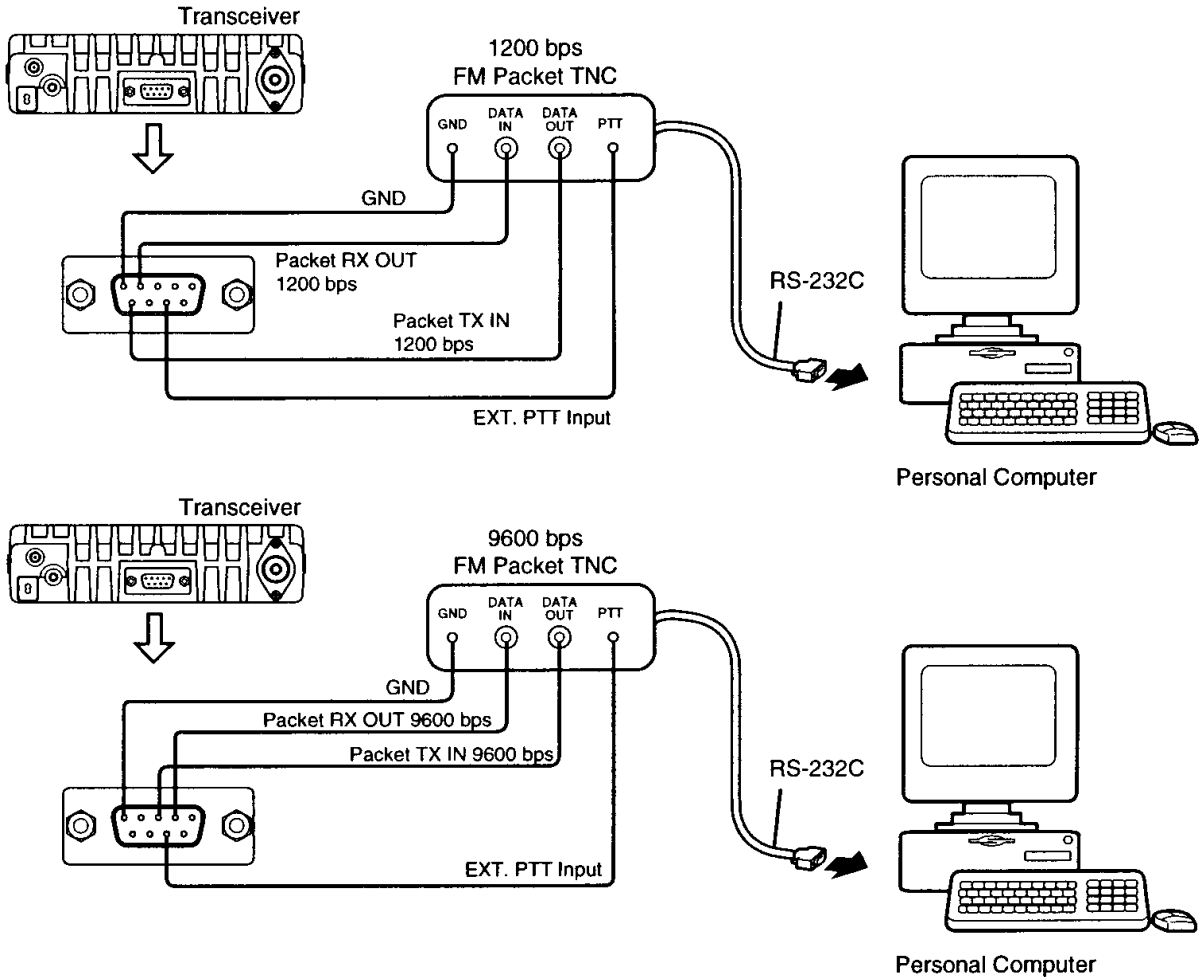 Transceiver
1200 bps
FM Packet TNC
GND
DATA
IN
DATA
OUT
PTT
GND
Packet RX OUT
1200 bps
RS-232C
Packet TX IN
1200 bps
EXT. PTT Input
Personal Computer
Transceiver
9600 bps
FM Packet TNC
GND
DATA
IN
DATA
OUT
PTT
GND
Packet RX OUT 9600 bps
Packet TX IN 9600 bps
RS-232C
EXT. PTT Input
Personal Computer